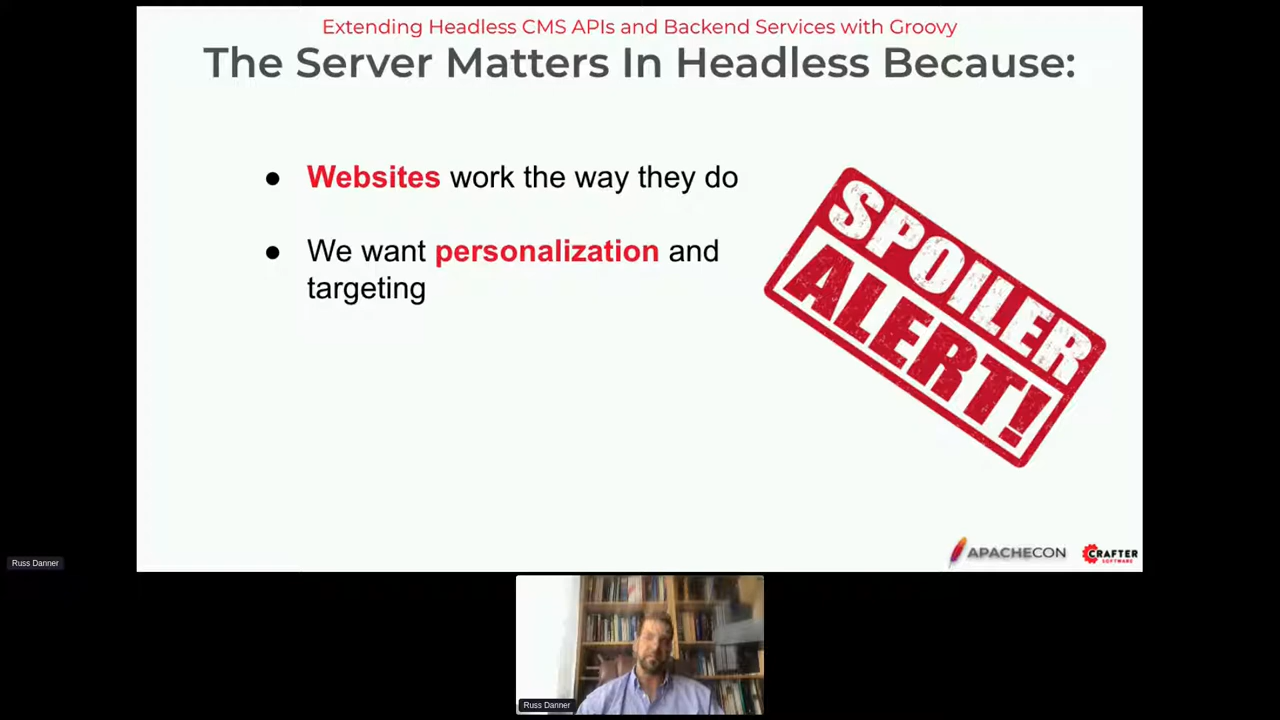 Extending Headless CMS APIs and Backend Services with Groovy
The Server Matters In Headless Because:
● Websites work the way they do
● We want personalization and
targeting
SPOILER
ALERT!
APACHECON
CRAFTER
SOFTWARE
Russ Danner
Russ Danner